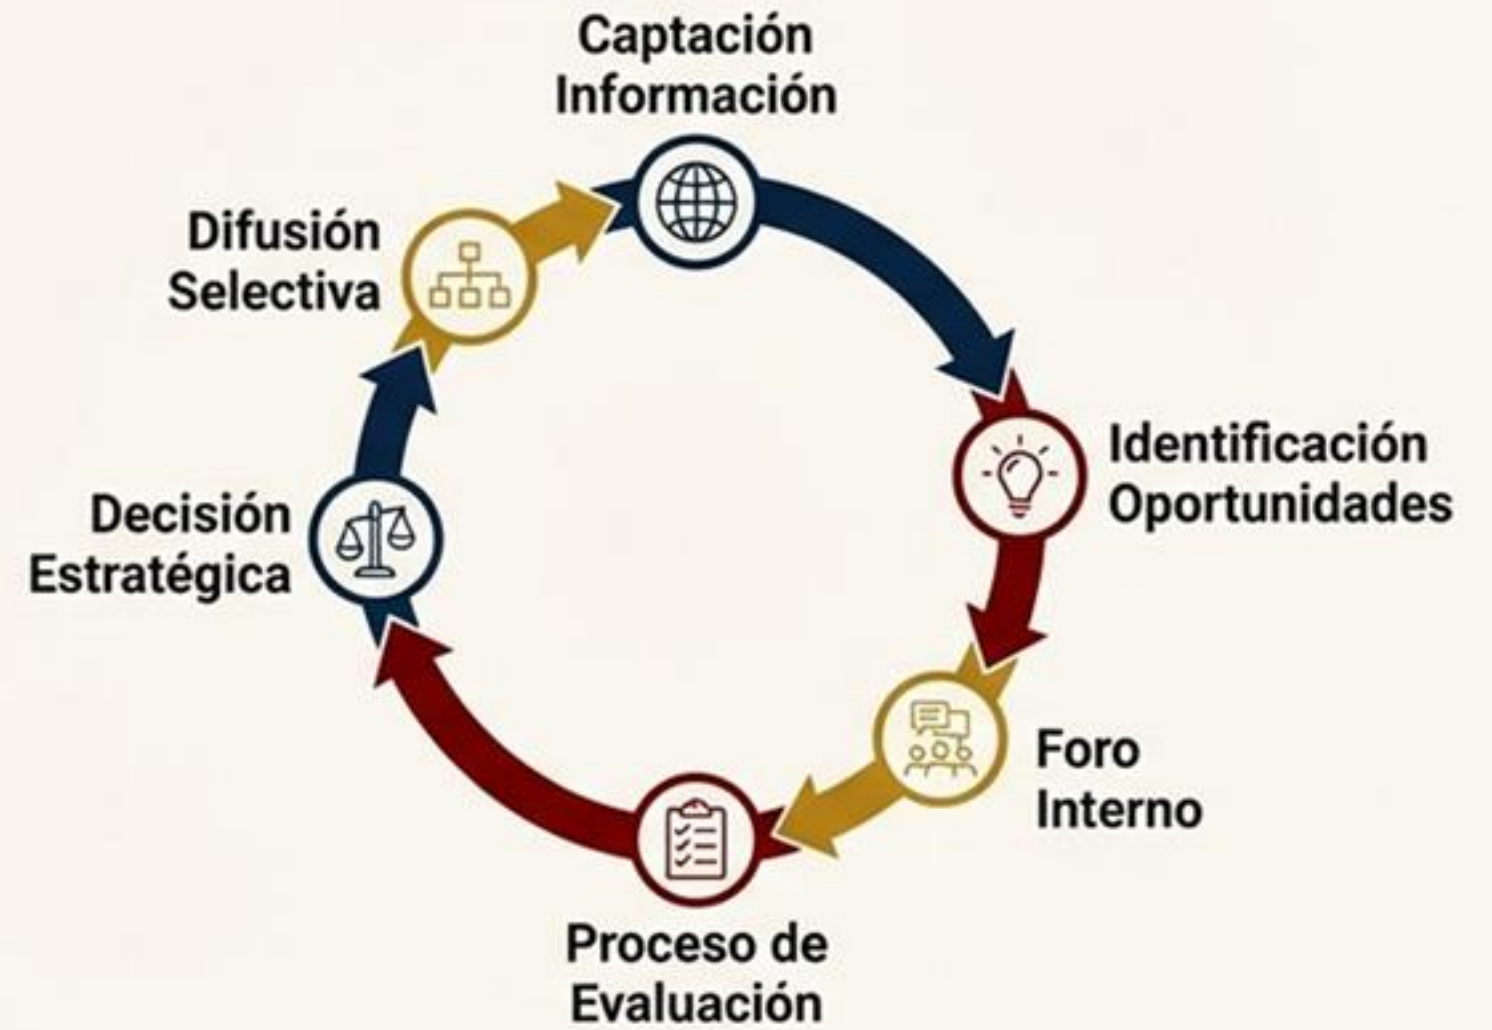 Captación
Información
Difusión
Selectiva
Identificación
Oportunidades
Decisión
Estratégica
Foro
Interno
Proceso de
Evaluación